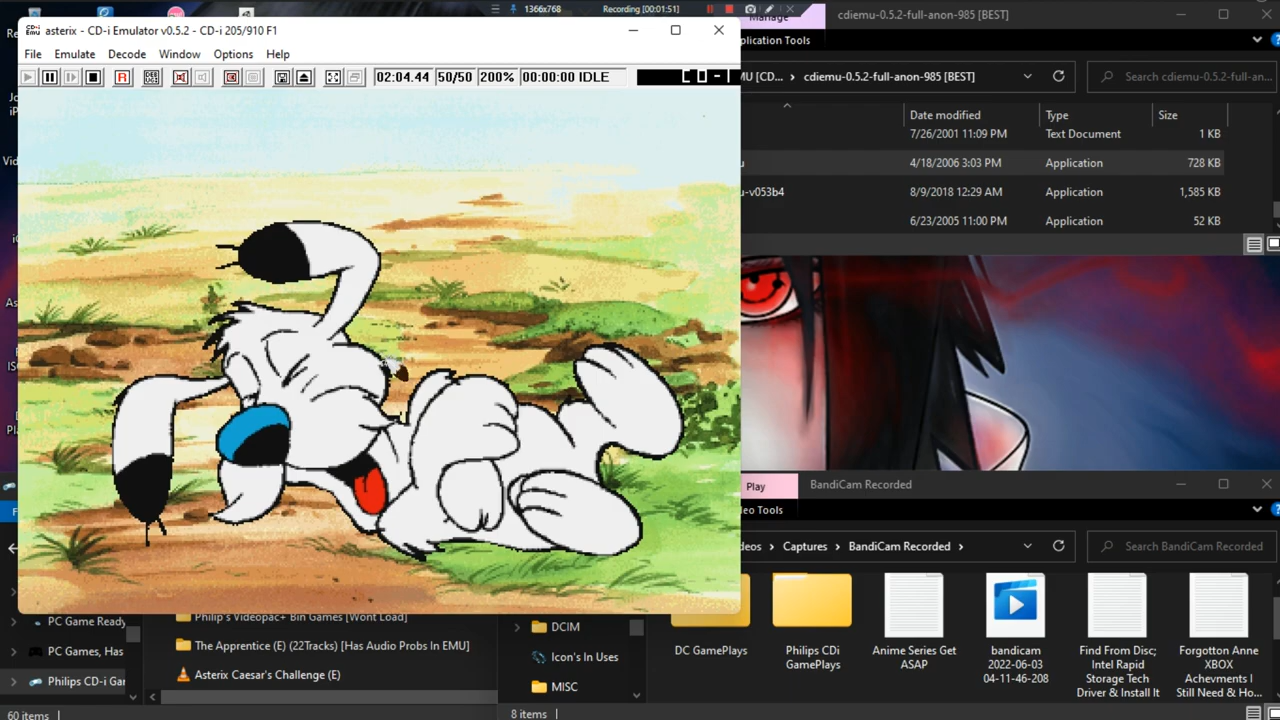 1366x768
Recording [00:01:51]
Manage
cdiemu-0.5.2-full-anon-985 [BEST]
asterix - CD-i Emulator v0.5.2 - CD-i 205/910 F1
plication Tools
File Emulate Decode Window Options Help
MU [CD... > cdiemu-0.5.2-full-anon-985 [BEST]
Search cdiemu-0.5.2-full-an...
02:04.44 50/50 200% 00:00:00 IDLE
CD-I
Date modified Type Size
7/26/2001 11:09 PM Text Document 1 KB
4/18/2006 3:03 PM Application 728 KB
u-v053b4 8/9/2018 12:29 AM Application 1,585 KB
6/23/2005 11:00 PM Application 52 KB
Play
BandiCam Recorded
eo Tools
deos > Captures > BandiCam Recorded >
Search BandiCam Recorded
PC Game Ready
PC Games, Has
Philips CD-i Gar
60 items
Philip's Videopac+ Bin Games [Wont Load]
The Apprentice (E) (22Tracks) [Has Audio Probs In EMU]
Asterix Caesar's Challenge (E)
DCIM
Icon's In Uses
MISC
8 items
DC GamePlays
Philips CDi GamePlays
Anime Series Get ASAP
bandicam 2022-06-03 04-11-46-208
Find From Disc; Intel Rapid Storage Tech Driver & Install It
Forgotton Anne XBOX Achevments I Still Need & Ho...